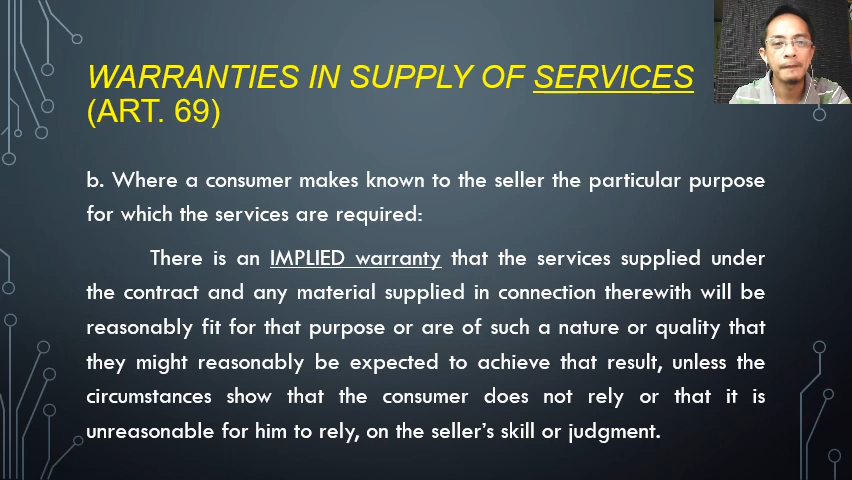 WARRANTIES IN SUPPLY OF SERVICES
(ART. 69)
b. Where a consumer makes known to the seller the particular purpose
for which the services are required:
There is an IMPLIED warranty that the services supplied under
the contract and any material supplied in connection therewith will be
reasonably fit for that purpose or are of such a nature or quality that
they might reasonably be expected to achieve that result, unless the
circumstances show that the consumer does not rely or that it is
unreasonable for him to rely, on the seller's skill or judgment.